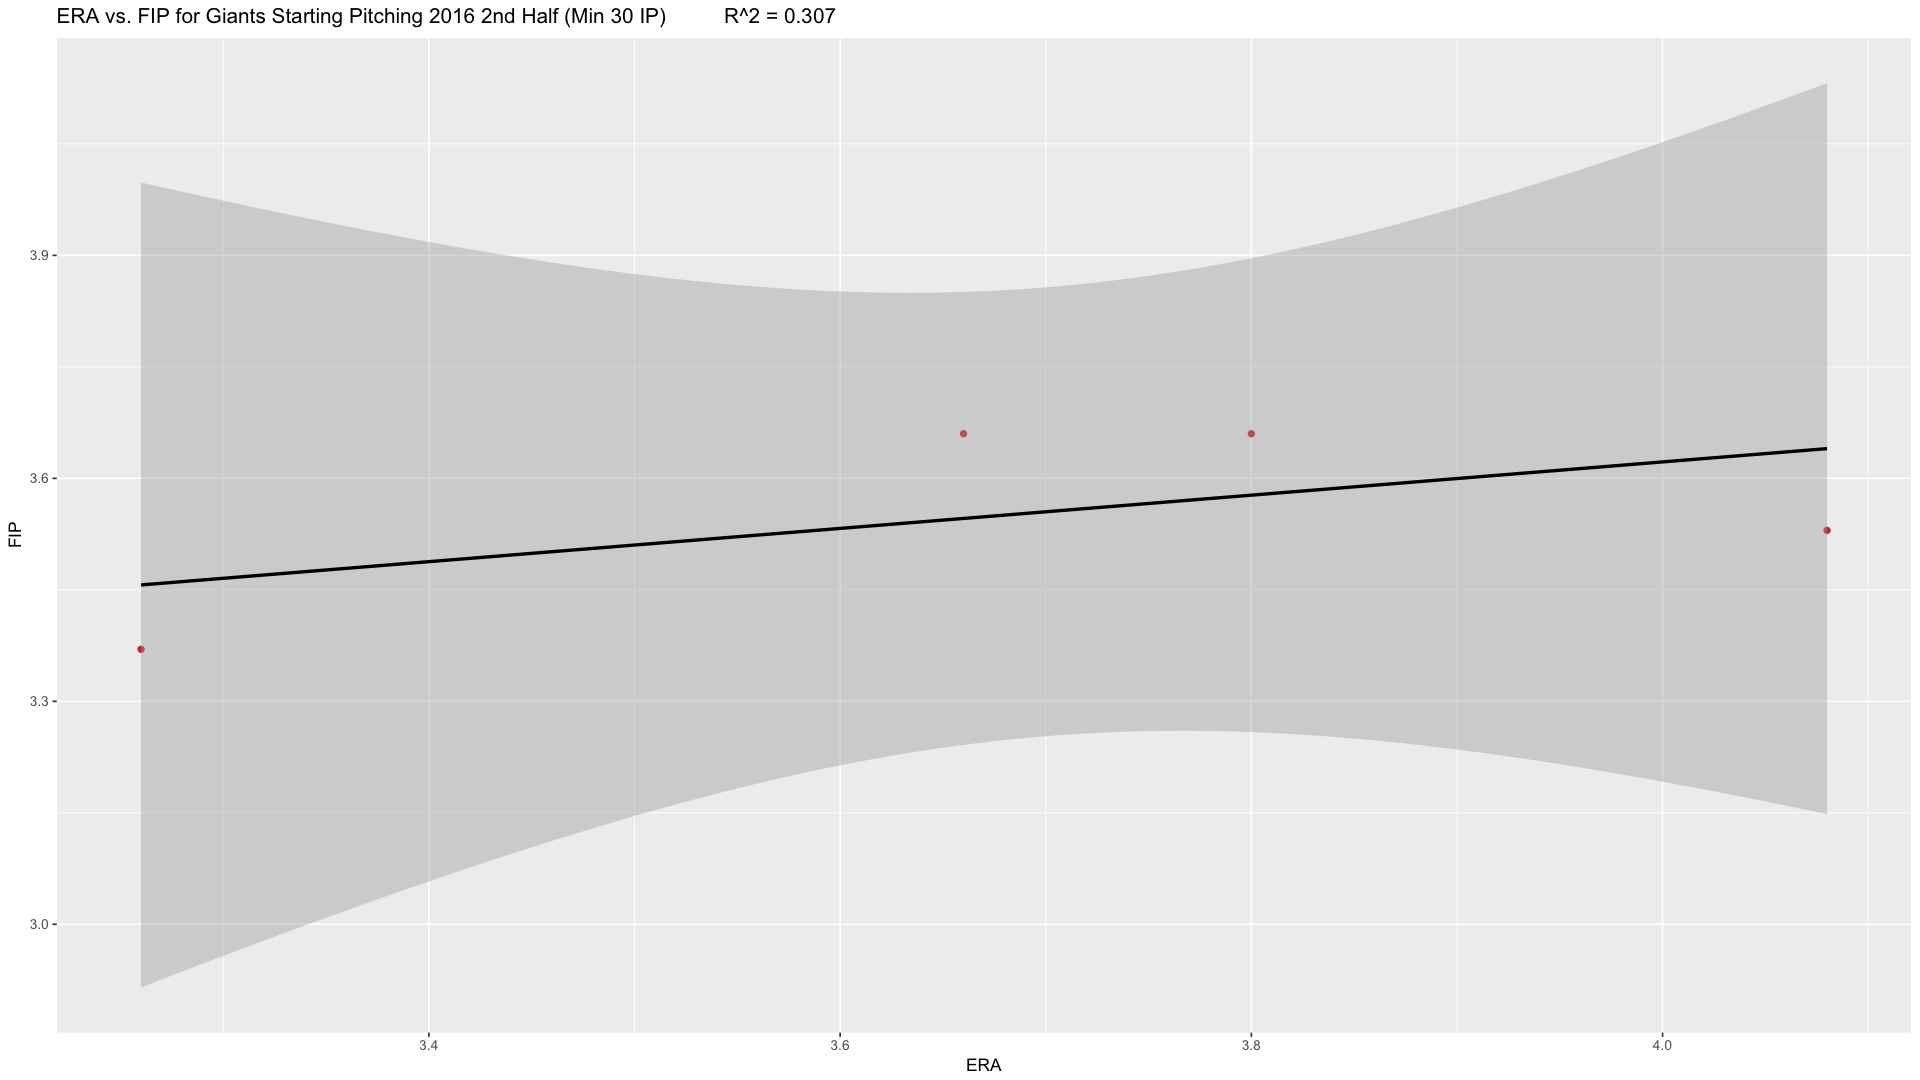 ERA vs. FIP for Giants Starting Pitching 2016 2nd Half (Min 30 IP) R^2 = 0.307
3.9
3.6
3.3
3.0
FIP
3.4 3.6 3.8 4.0
ERA